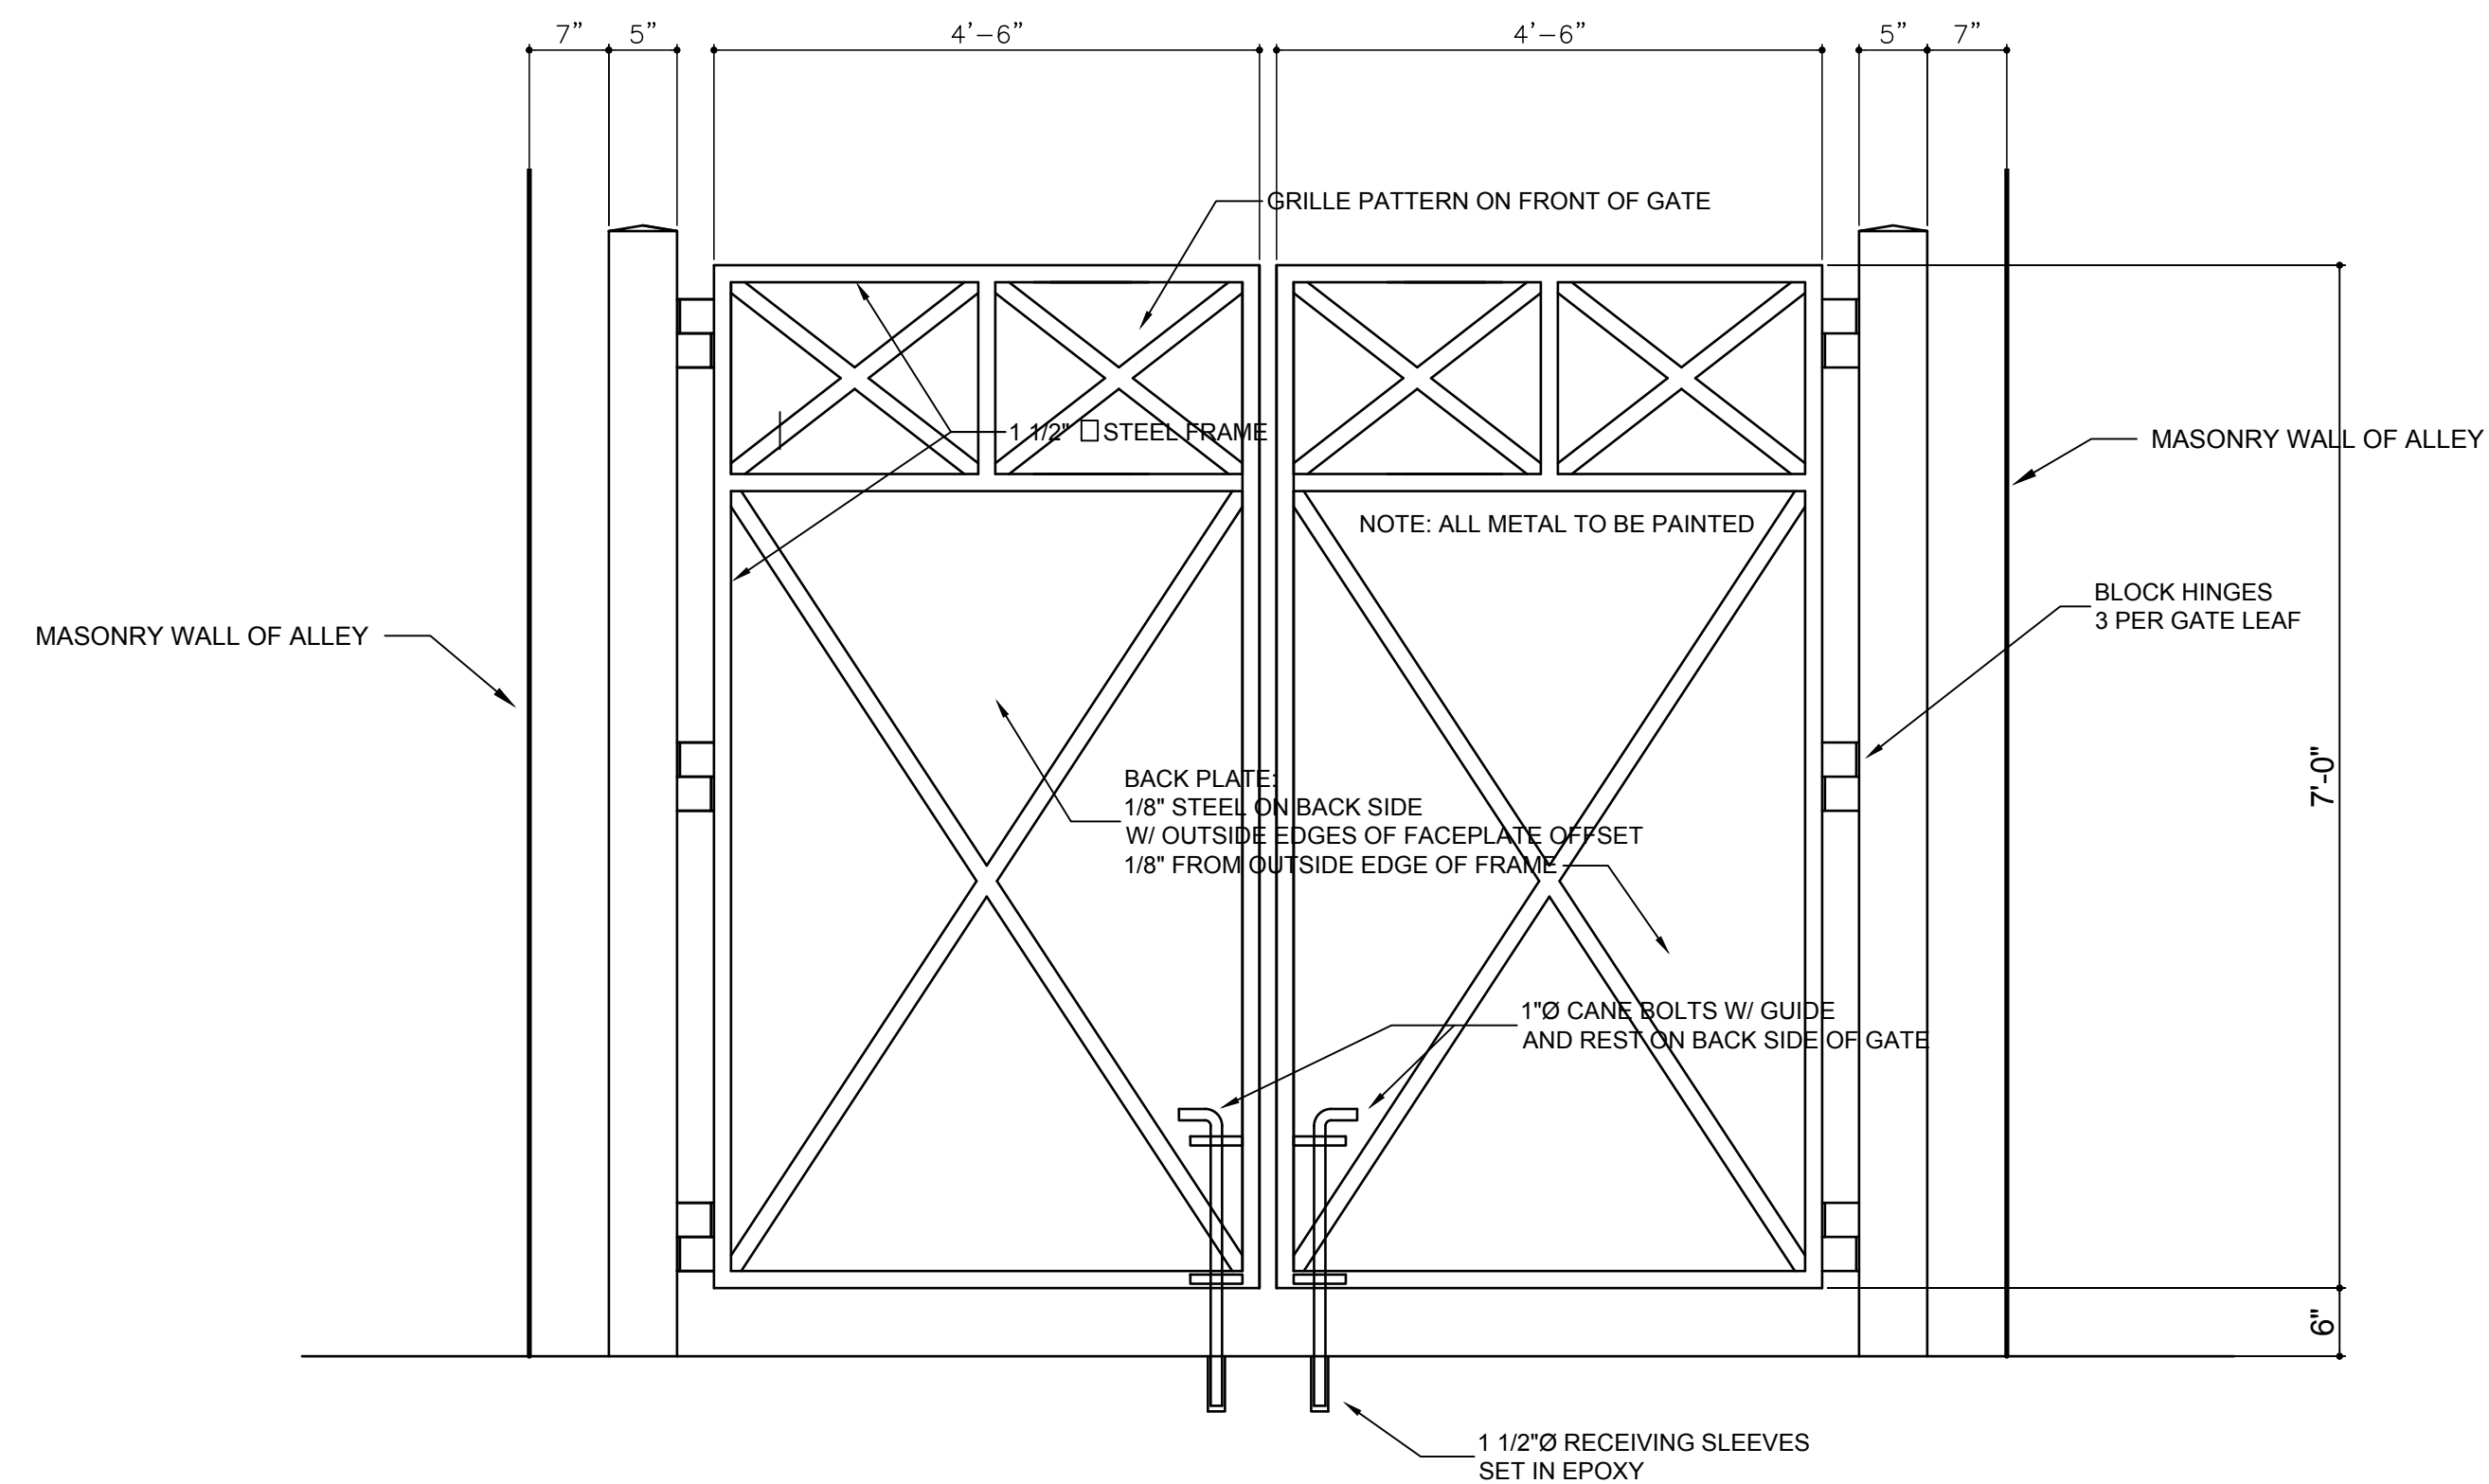 7” 5” 4’–6” 4’–6” 5” 7”
GRILLE PATTERN ON FRONT OF GATE
1 1/2" □ STEEL FRAME
MASONRY WALL OF ALLEY
NOTE: ALL METAL TO BE PAINTED
BLOCK HINGES
3 PER GATE LEAF
MASONRY WALL OF ALLEY
7'-0"
BACK PLATE:
1/8" STEEL ON BACK SIDE
W/ OUTSIDE EDGES OF FACEPLATE OFFSET
1/8" FROM OUTSIDE EDGE OF FRAME
1"Ø CANE BOLTS W/ GUIDE
AND REST ON BACK SIDE OF GATE
6"
1 1/2"Ø RECEIVING SLEEVES
SET IN EPOXY